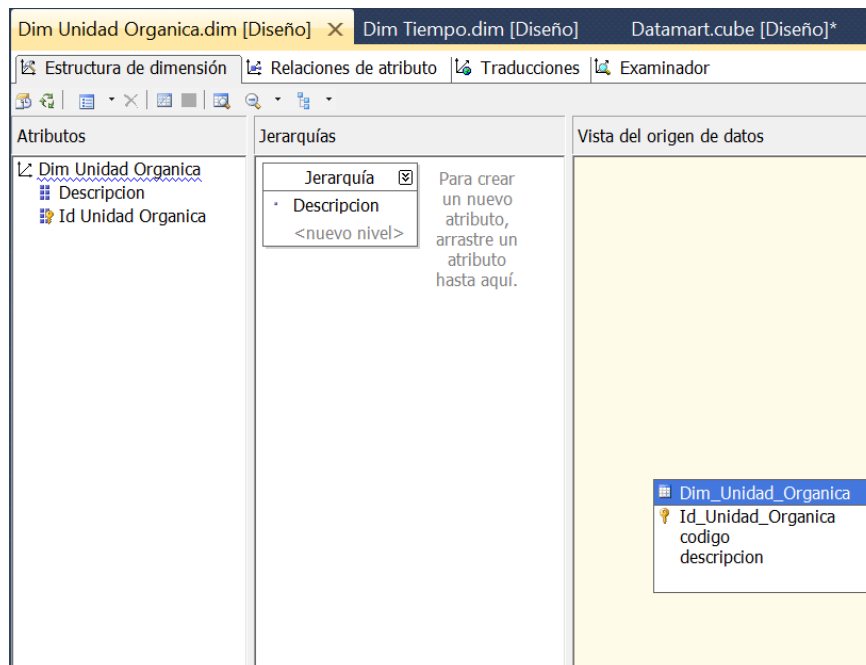 Dim Unidad Organica.dim [Diseño]
Dim Tiempo.dim [Diseño]
Datamart.cube [Diseño]*
Estructura de dimensión
Relaciones de atributo
Traducciones
Examinador
Atributos
Dim Unidad Organica
Descripcion
Id Unidad Organica
Jerarquías
Jerarquía
Descripcion
<nuevo nivel>
Para crear
un nuevo
atributo,
arrastre un
atributo
hasta aquí.
Vista del origen de datos
Dim_Unidad_Organica
Id_Unidad_Organica
codigo
descripcion